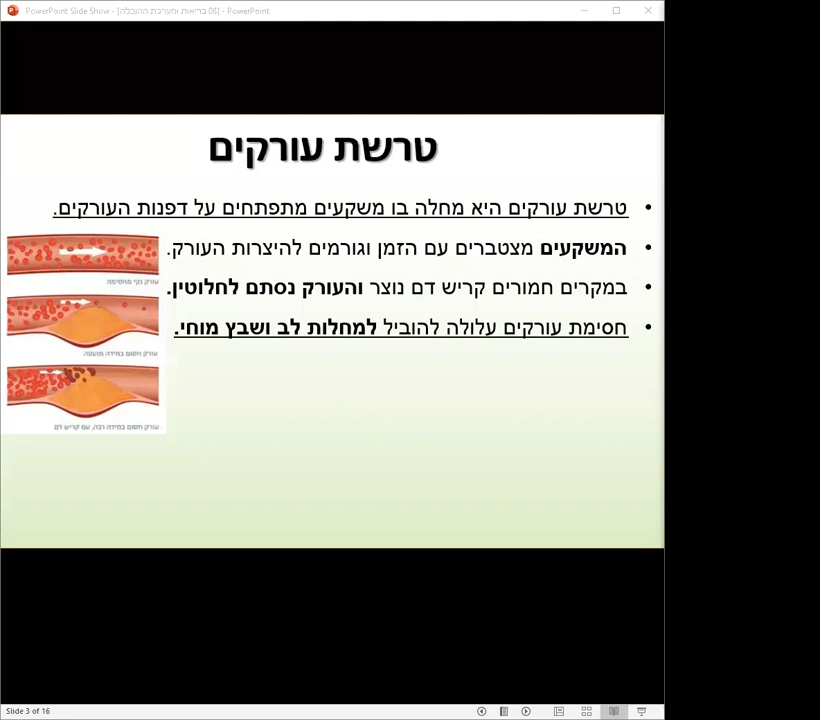 PowerPoint Slide Show - [08 בריאות ומערכת ההובלה] - PowerPoint
טרשת עורקים
• טרשת עורקים היא מחלה בו משקעים מתפתחים על דפנות העורקים.
• המשקעים מצטברים עם הזמן וגורמים להיצרות העורק.
• במקרים חמורים קריש דם נוצר והעורק נסתם לחלוטין.
• חסימת עורקים עלולה להוביל למחלות לב ושבץ מוחי.
עורק נקי מחסימה
עורק חסום במידה מועטה
עורק חסום במידה רבה, עם קריש דם
Slide 3 of 16